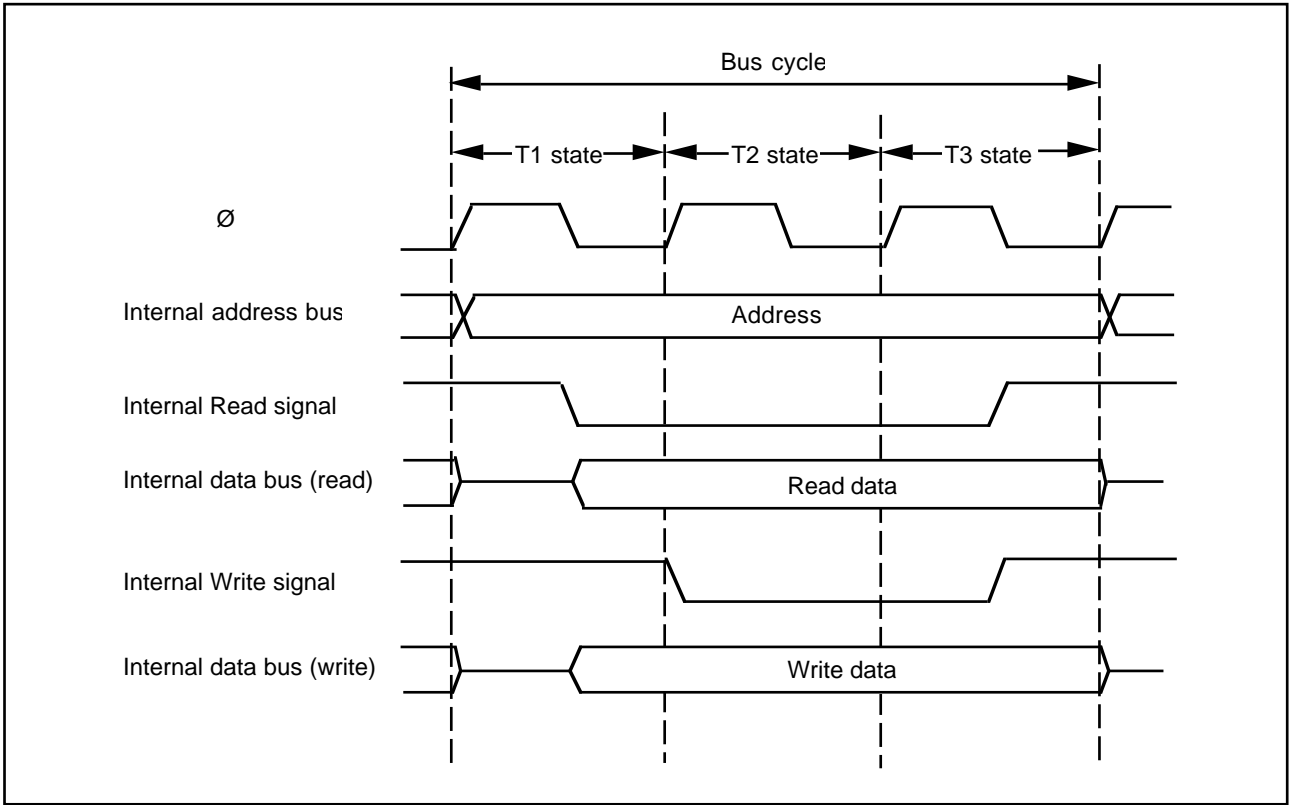 Bus cycle
T1 state
T2 state
T3 state
Ø
Internal address bus
Address
Internal Read signal
Internal data bus (read)
Read data
Internal Write signal
Internal data bus (write)
Write data